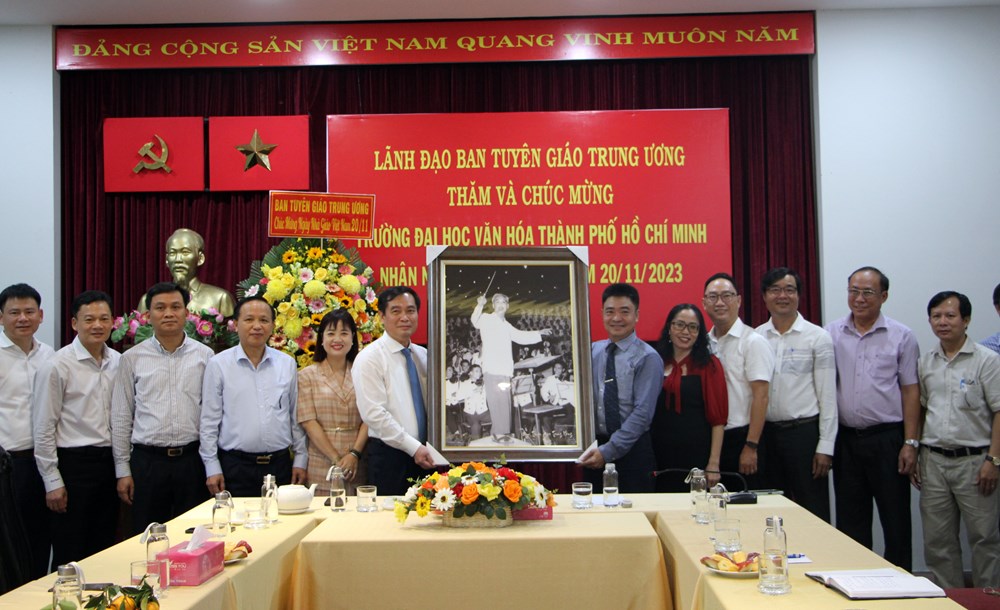 ĐẢNG CỘNG SẢN VIỆT NAM QUANG VINH MUÔN NĂM
LÃNH ĐẠO BAN TUYÊN GIÁO TRUNG ƯƠNG
THĂM VÀ CHÚC MỪNG
TRƯỜNG ĐẠI HỌC VĂN HÓA THÀNH PHỐ HỒ CHÍ MINH
NHÂN N M 20/11/2023
BAN TUYÊN GIÁO TRUNG ƯƠNG
Chúc Mừng Ngày Nhà Giáo Việt Nam 20/11